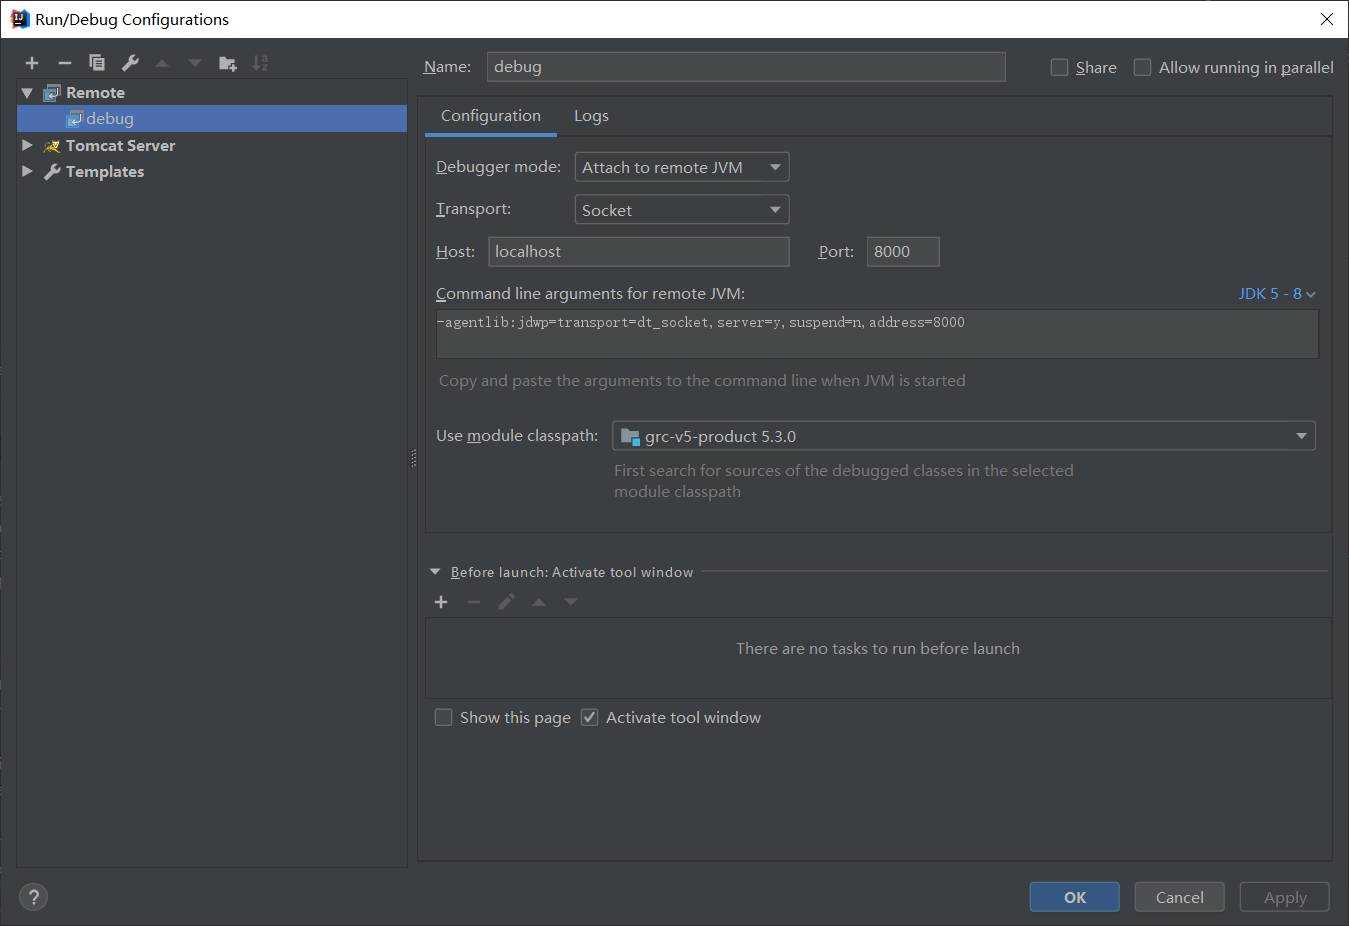 Run/Debug Configurations
Name: debug
Share
Allow running in parallel
Remote
debug
Tomcat Server
Templates
Configuration
Logs
Debugger mode: Attach to remote JVM
Transport: Socket
Host: localhost
Port: 8000
Command line arguments for remote JVM:
JDK 5 - 8
-agentlib:jdwp=transport=dt_socket,server=y,suspend=n,address=8000
Copy and paste the arguments to the command line when JVM is started
Use module classpath: grc-v5-product 5.3.0
First search for sources of the debugged classes in the selected
module classpath
Before launch: Activate tool window
There are no tasks to run before launch
Show this page
Activate tool window
?
OK
Cancel
Apply